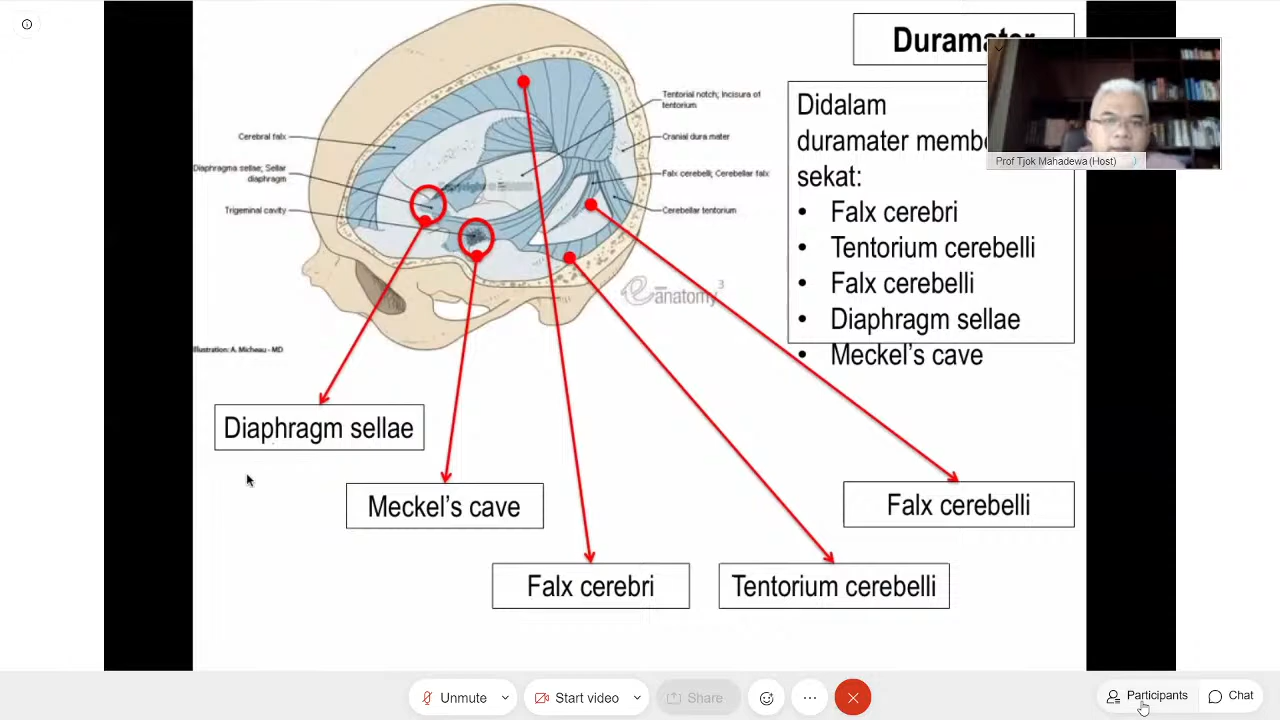 Duramater
Didalam
duramater membe
sekat:
• Falx cerebri
• Tentorium cerebelli
• Falx cerebelli
• Diaphragm sellae
• Meckel's cave
Prof Tjok Mahadewa (Host)
Tentorial notch; Incisura of
tentorium
Cranial dura mater
Falx cerebelli; Cerebellar falx
Cerebellar tentorium
Cerebral falx
Diaphragma sellae; Sellar
diaphragm
Trigeminal cavity
e-anatomy 3
Illustration: A. Micheau - MD
Diaphragm sellae
Meckel's cave
Falx cerebri
Tentorium cerebelli
Falx cerebelli
Unmute
Start video
Share
Participants
Chat